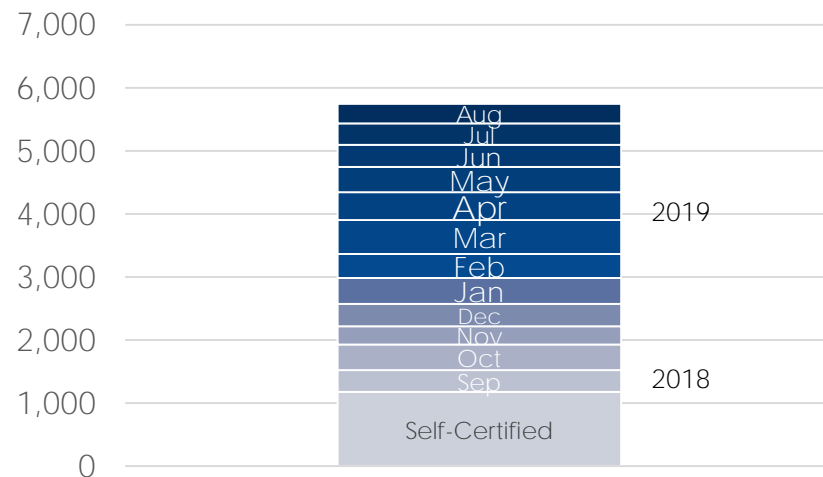 7,000
6,000
Aug
Jul
5,000
Jun
May
Apr
4,000
2019
Mar
Feb
3,000
Jan
Dec
2,000
Nov
Oct
Sep
2018
1,000
Self-Certified
0